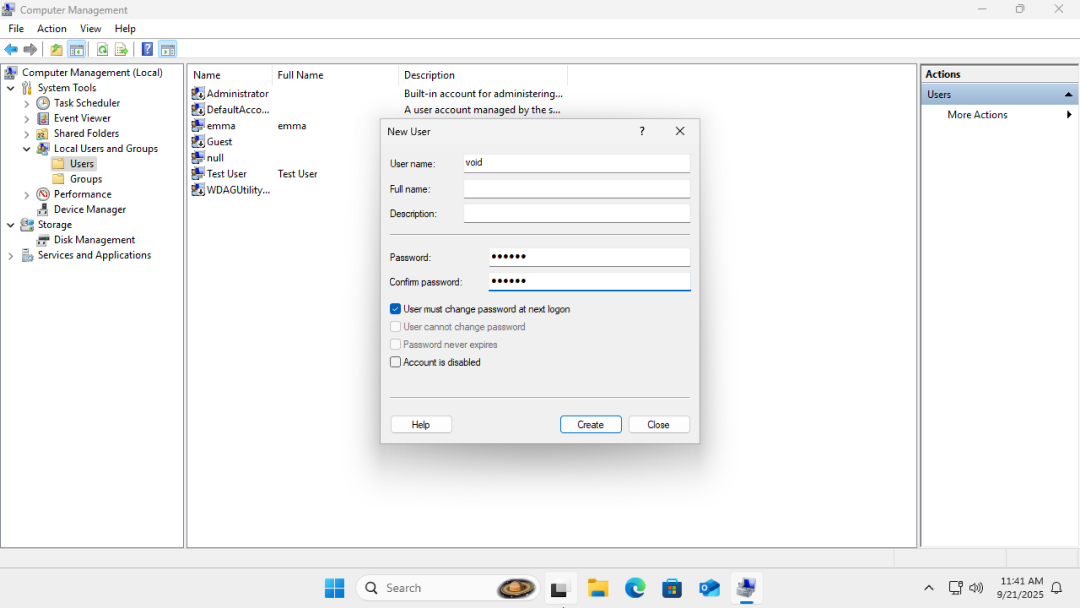 Computer Management
File Action View Help
Computer Management (Local)
System Tools
Task Scheduler
Event Viewer
Shared Folders
Local Users and Groups
Users
Groups
Performance
Device Manager
Storage
Disk Management
Services and Applications
Name Full Name Description
Administrator Built-in account for administering...
DefaultAcco... A user account managed by the s...
emma emma
Guest
null
Test User Test User
WDAGUtility...
Actions
Users
More Actions
New User
?
User name: void
Full name:
Description:
Password: ●●●●●●
Confirm password: ●●●●●●
User must change password at next logon
User cannot change password
Password never expires
Account is disabled
Help Create Close
Search
11:41 AM
9/21/2025